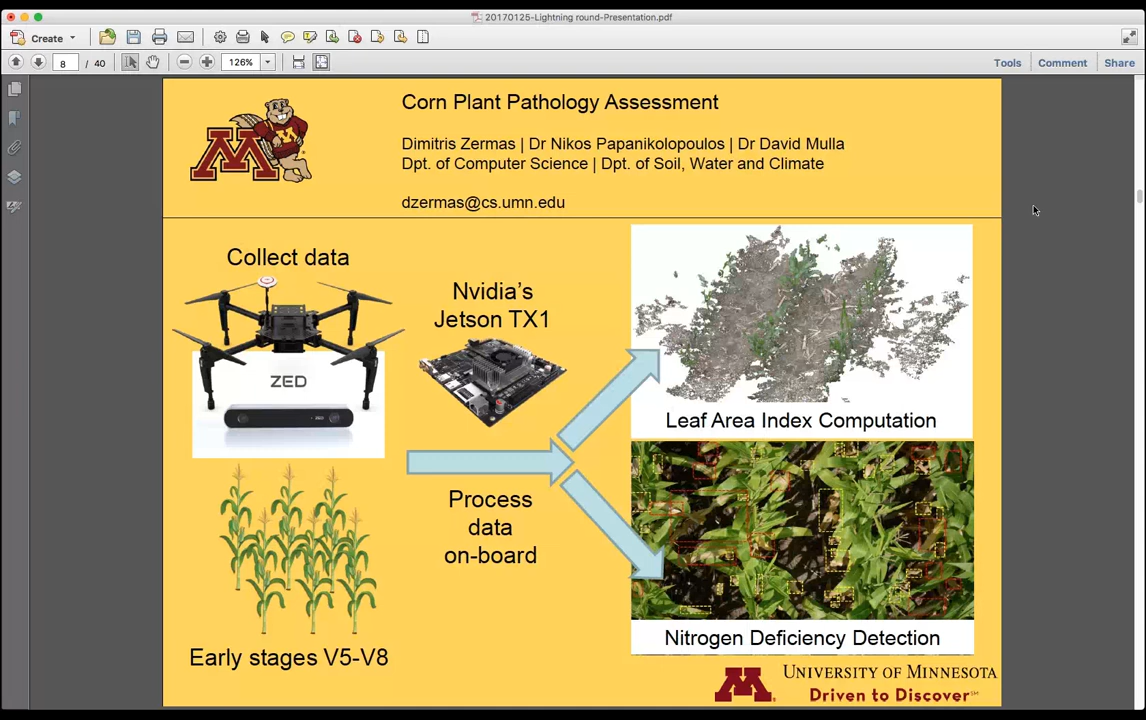 20170125-Lightning round-Presentation.pdf
Create
8 / 40
126%
Tools
Comment
Share
Corn Plant Pathology Assessment
Dimitris Zermas | Dr Nikos Papanikolopoulos | Dr David Mulla
Dpt. of Computer Science | Dpt. of Soil, Water and Climate
dzermas@cs.umn.edu
M
Collect data
ZED
ZED
Early stages V5-V8
Nvidia's
Jetson TX1
Process
data
on-board
Leaf Area Index Computation
Nitrogen Deficiency Detection
M
UNIVERSITY OF MINNESOTA
Driven to Discover℠